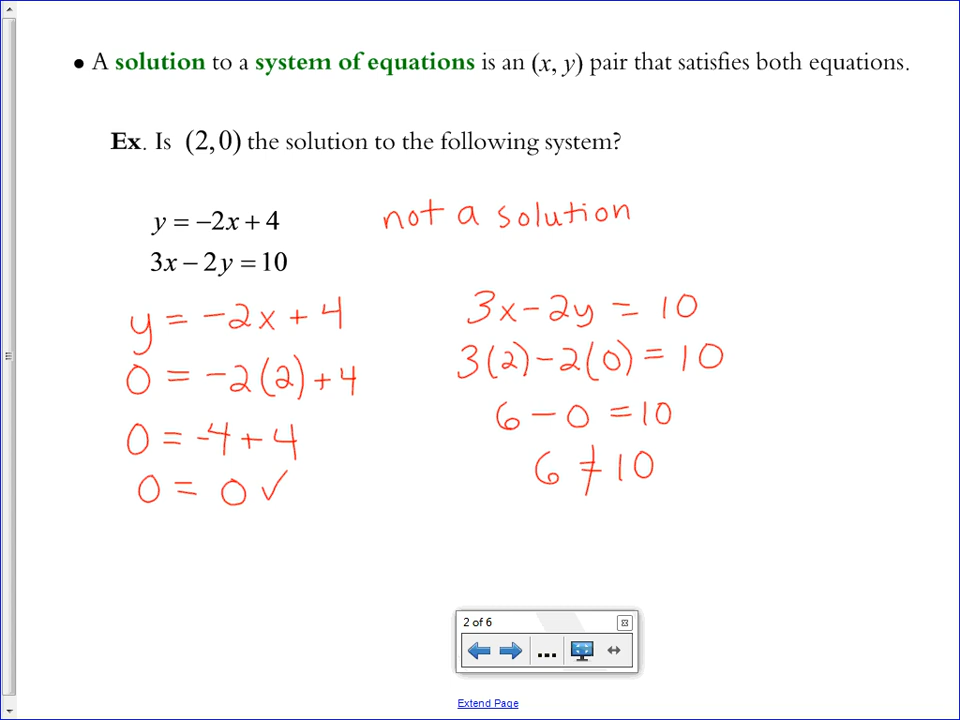 • A solution to a system of equations is an (x, y) pair that satisfies both equations.
Ex. Is (2,0) the solution to the following system?
y = −2x + 4
3x − 2y = 10
not a solution
y = -2x + 4
0 = -2(2) + 4
0 = -4 + 4
0 = 0 ✓
3x - 2y = 10
3(2) - 2(0) = 10
6 - 0 = 10
6 ≠ 10
2 of 6
...
Extend Page